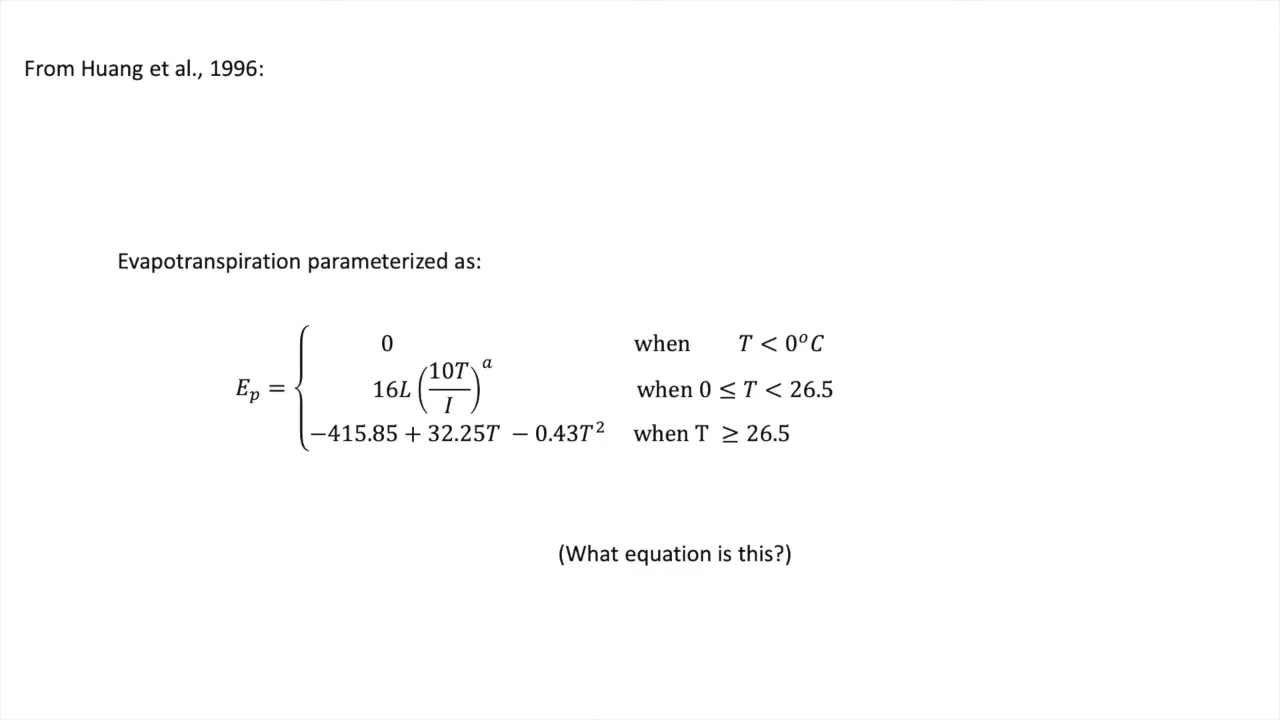 From Huang et al., 1996:
Evapotranspiration parameterized as:
0 when T < 0°C
E_p = { 16L (10T / I)^a when 0 ≤ T < 26.5
−415.85 + 32.25T − 0.43T² when T ≥ 26.5
(What equation is this?)